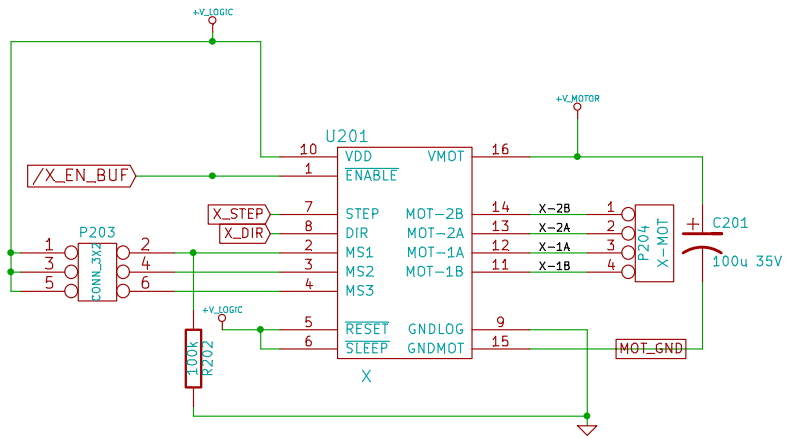 +V_LOGIC
+V_MOTOR
U201
10 VDD VMOT 16
/X_EN_BUF 1 ENABLE
X_STEP 7 STEP MOT-2B 14 X-2B 1
X_DIR 8 DIR MOT-2A 13 X-2A 2
2 MS1 MOT-1A 12 X-1A 3
3 MS2 MOT-1B 11 X-1B 4
4 MS3
P204
X-MOT
C201
+
100u 35V
P203
1 2
3 4
5 6
CONN_3X2
+V_LOGIC
5 RESET GNDLOG 9
6 SLEEP GNDMOT 15 MOT_GND
100k
R202
X